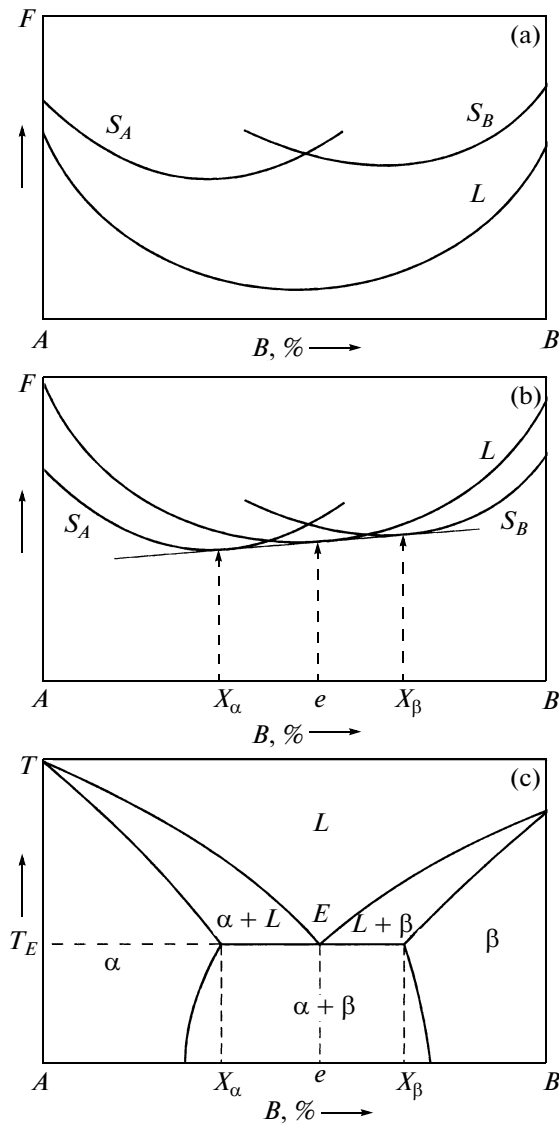 F
(a)
S_A
S_B
L
A
B, %
B
F
(b)
L
S_A
S_B
A
X_α
e
X_β
B
B, %
T
(c)
L
α + L
E
L + β
T_E
α
β
α + β
A
X_α
e
X_β
B
B, %